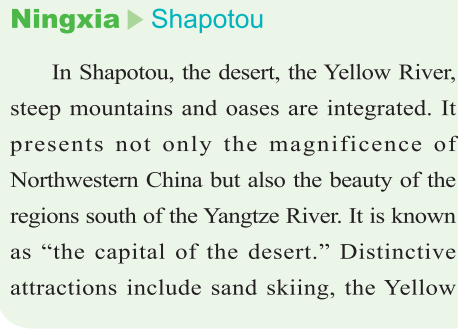 Ningxia ▶ Shapotou
In Shapotou, the desert, the Yellow River,
steep mountains and oases are integrated. It
presents not only the magnificence of
Northwestern China but also the beauty of the
regions south of the Yangtze River. It is known
as “the capital of the desert.” Distinctive
attractions include sand skiing, the Yellow